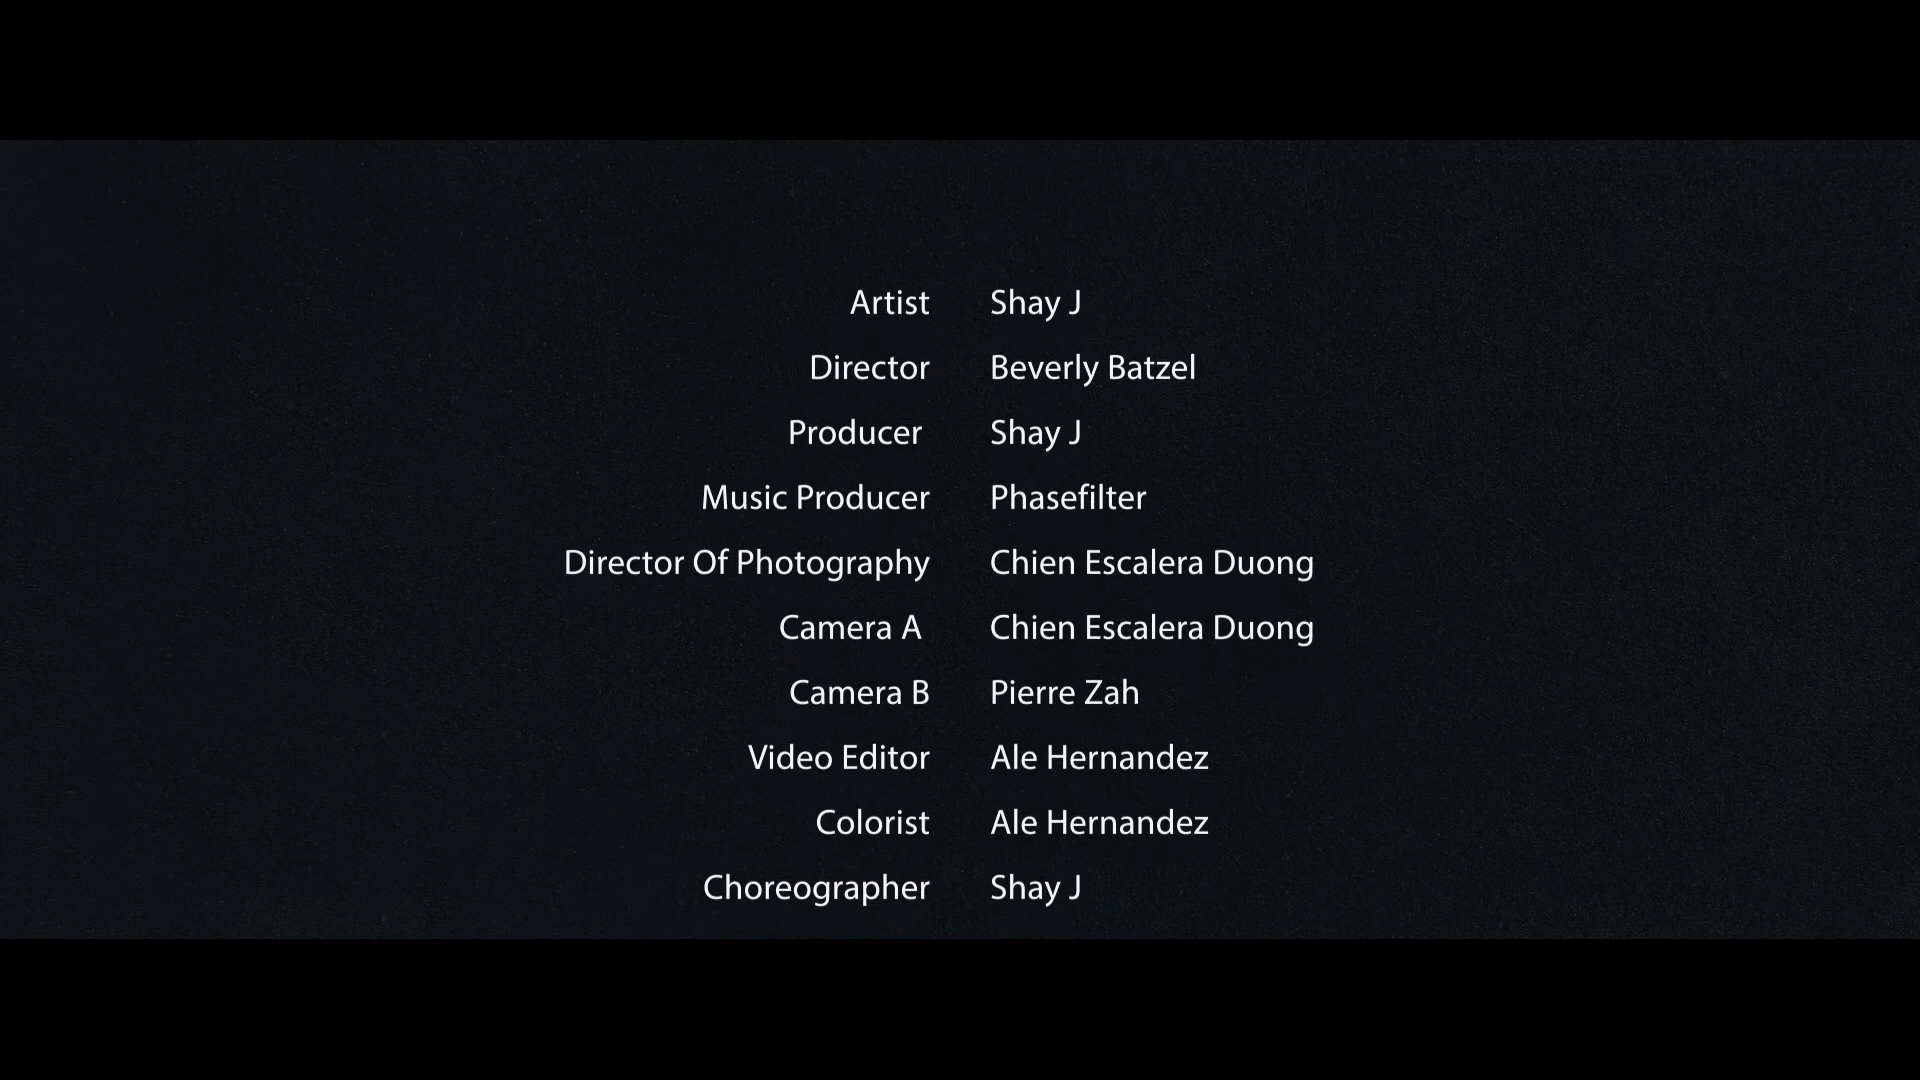 Artist Shay J
Director Beverly Batzel
Producer Shay J
Music Producer Phasefilter
Director Of Photography Chien Escalera Duong
Camera A Chien Escalera Duong
Camera B Pierre Zah
Video Editor Ale Hernandez
Colorist Ale Hernandez
Choreographer Shay J